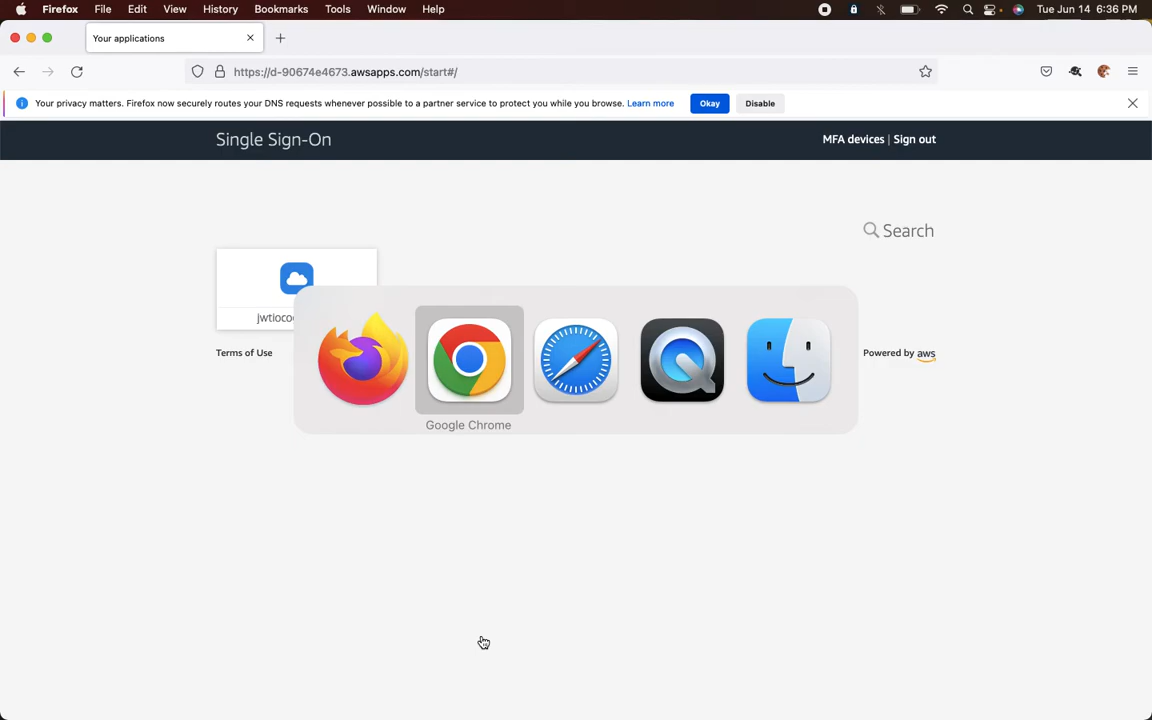 Firefox File Edit View History Bookmarks Tools Window Help Tue Jun 14 6:36 PM
Your applications
https://d-90674e4673.awsapps.com/start#/
Your privacy matters. Firefox now securely routes your DNS requests whenever possible to a partner service to protect you while you browse. Learn more Okay Disable
Single Sign-On MFA devices | Sign out
Search
jwtioco
Terms of Use Powered by aws
Google Chrome